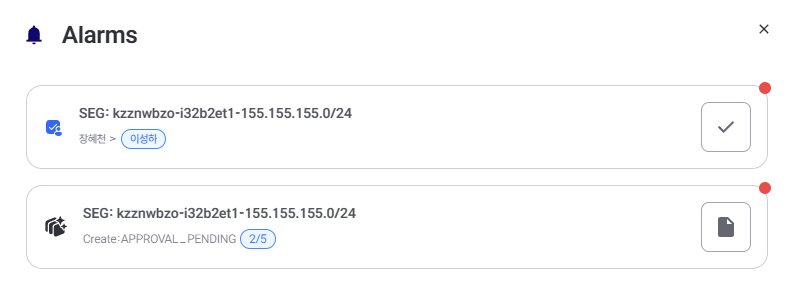 Alarms
SEG: kzznwbzo-i32b2et1-155.155.155.0/24
장혜천 > 이성하
SEG: kzznwbzo-i32b2et1-155.155.155.0/24
Create:APPROVAL_PENDING 2/5